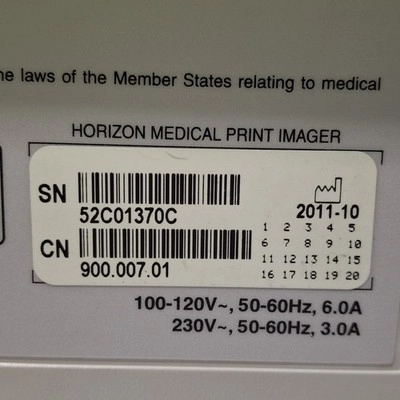 he laws of the Member States relating to medical
HORIZON MEDICAL PRINT IMAGER
SN
52C01370C
2011-10
CN
900.007.01
1 2 3 4 5
6 7 8 9 10
11 12 13 14 15
16 17 18 19 20
100-120V~, 50-60Hz, 6.0A
230V~, 50-60Hz, 3.0A